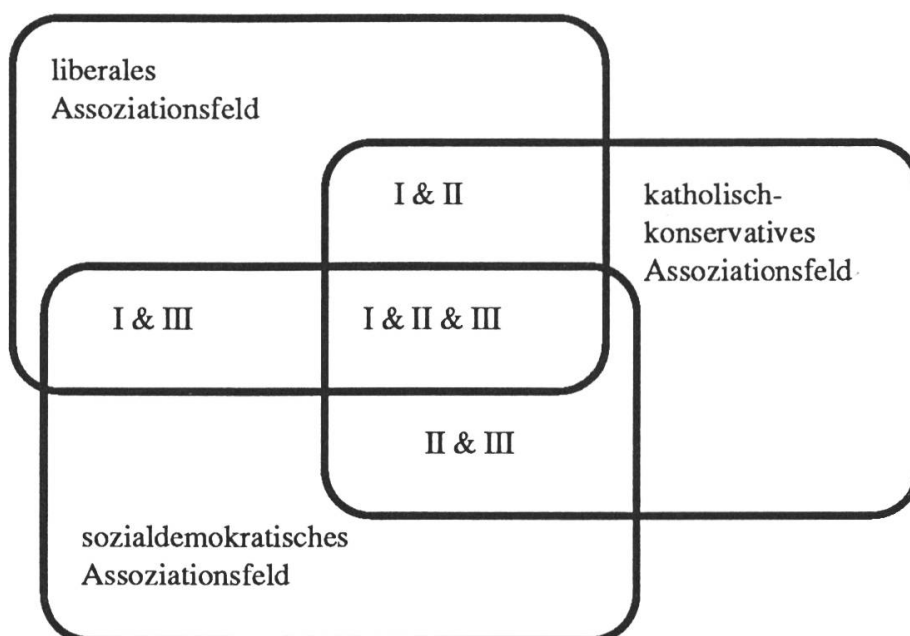 liberales
Assoziationsfeld
I & II
katholisch-
konservatives
Assoziationsfeld
I & III
I & II & III
II & III
sozialdemokratisches
Assoziationsfeld